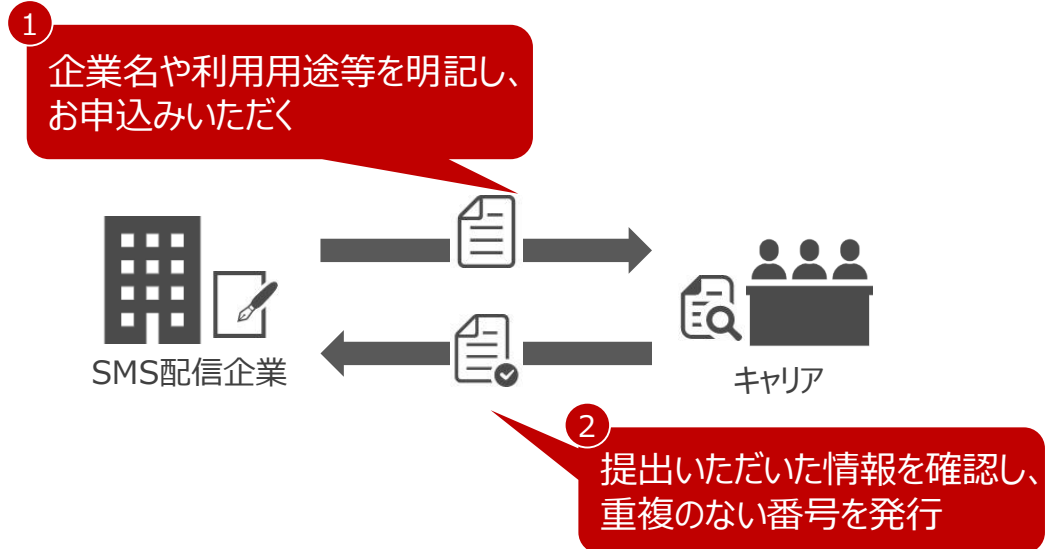 1
企業名や利用用途等を明記し、
お申込みいただく
SMS配信企業
キャリア
2
提出いただいた情報を確認し、
重複のない番号を発行